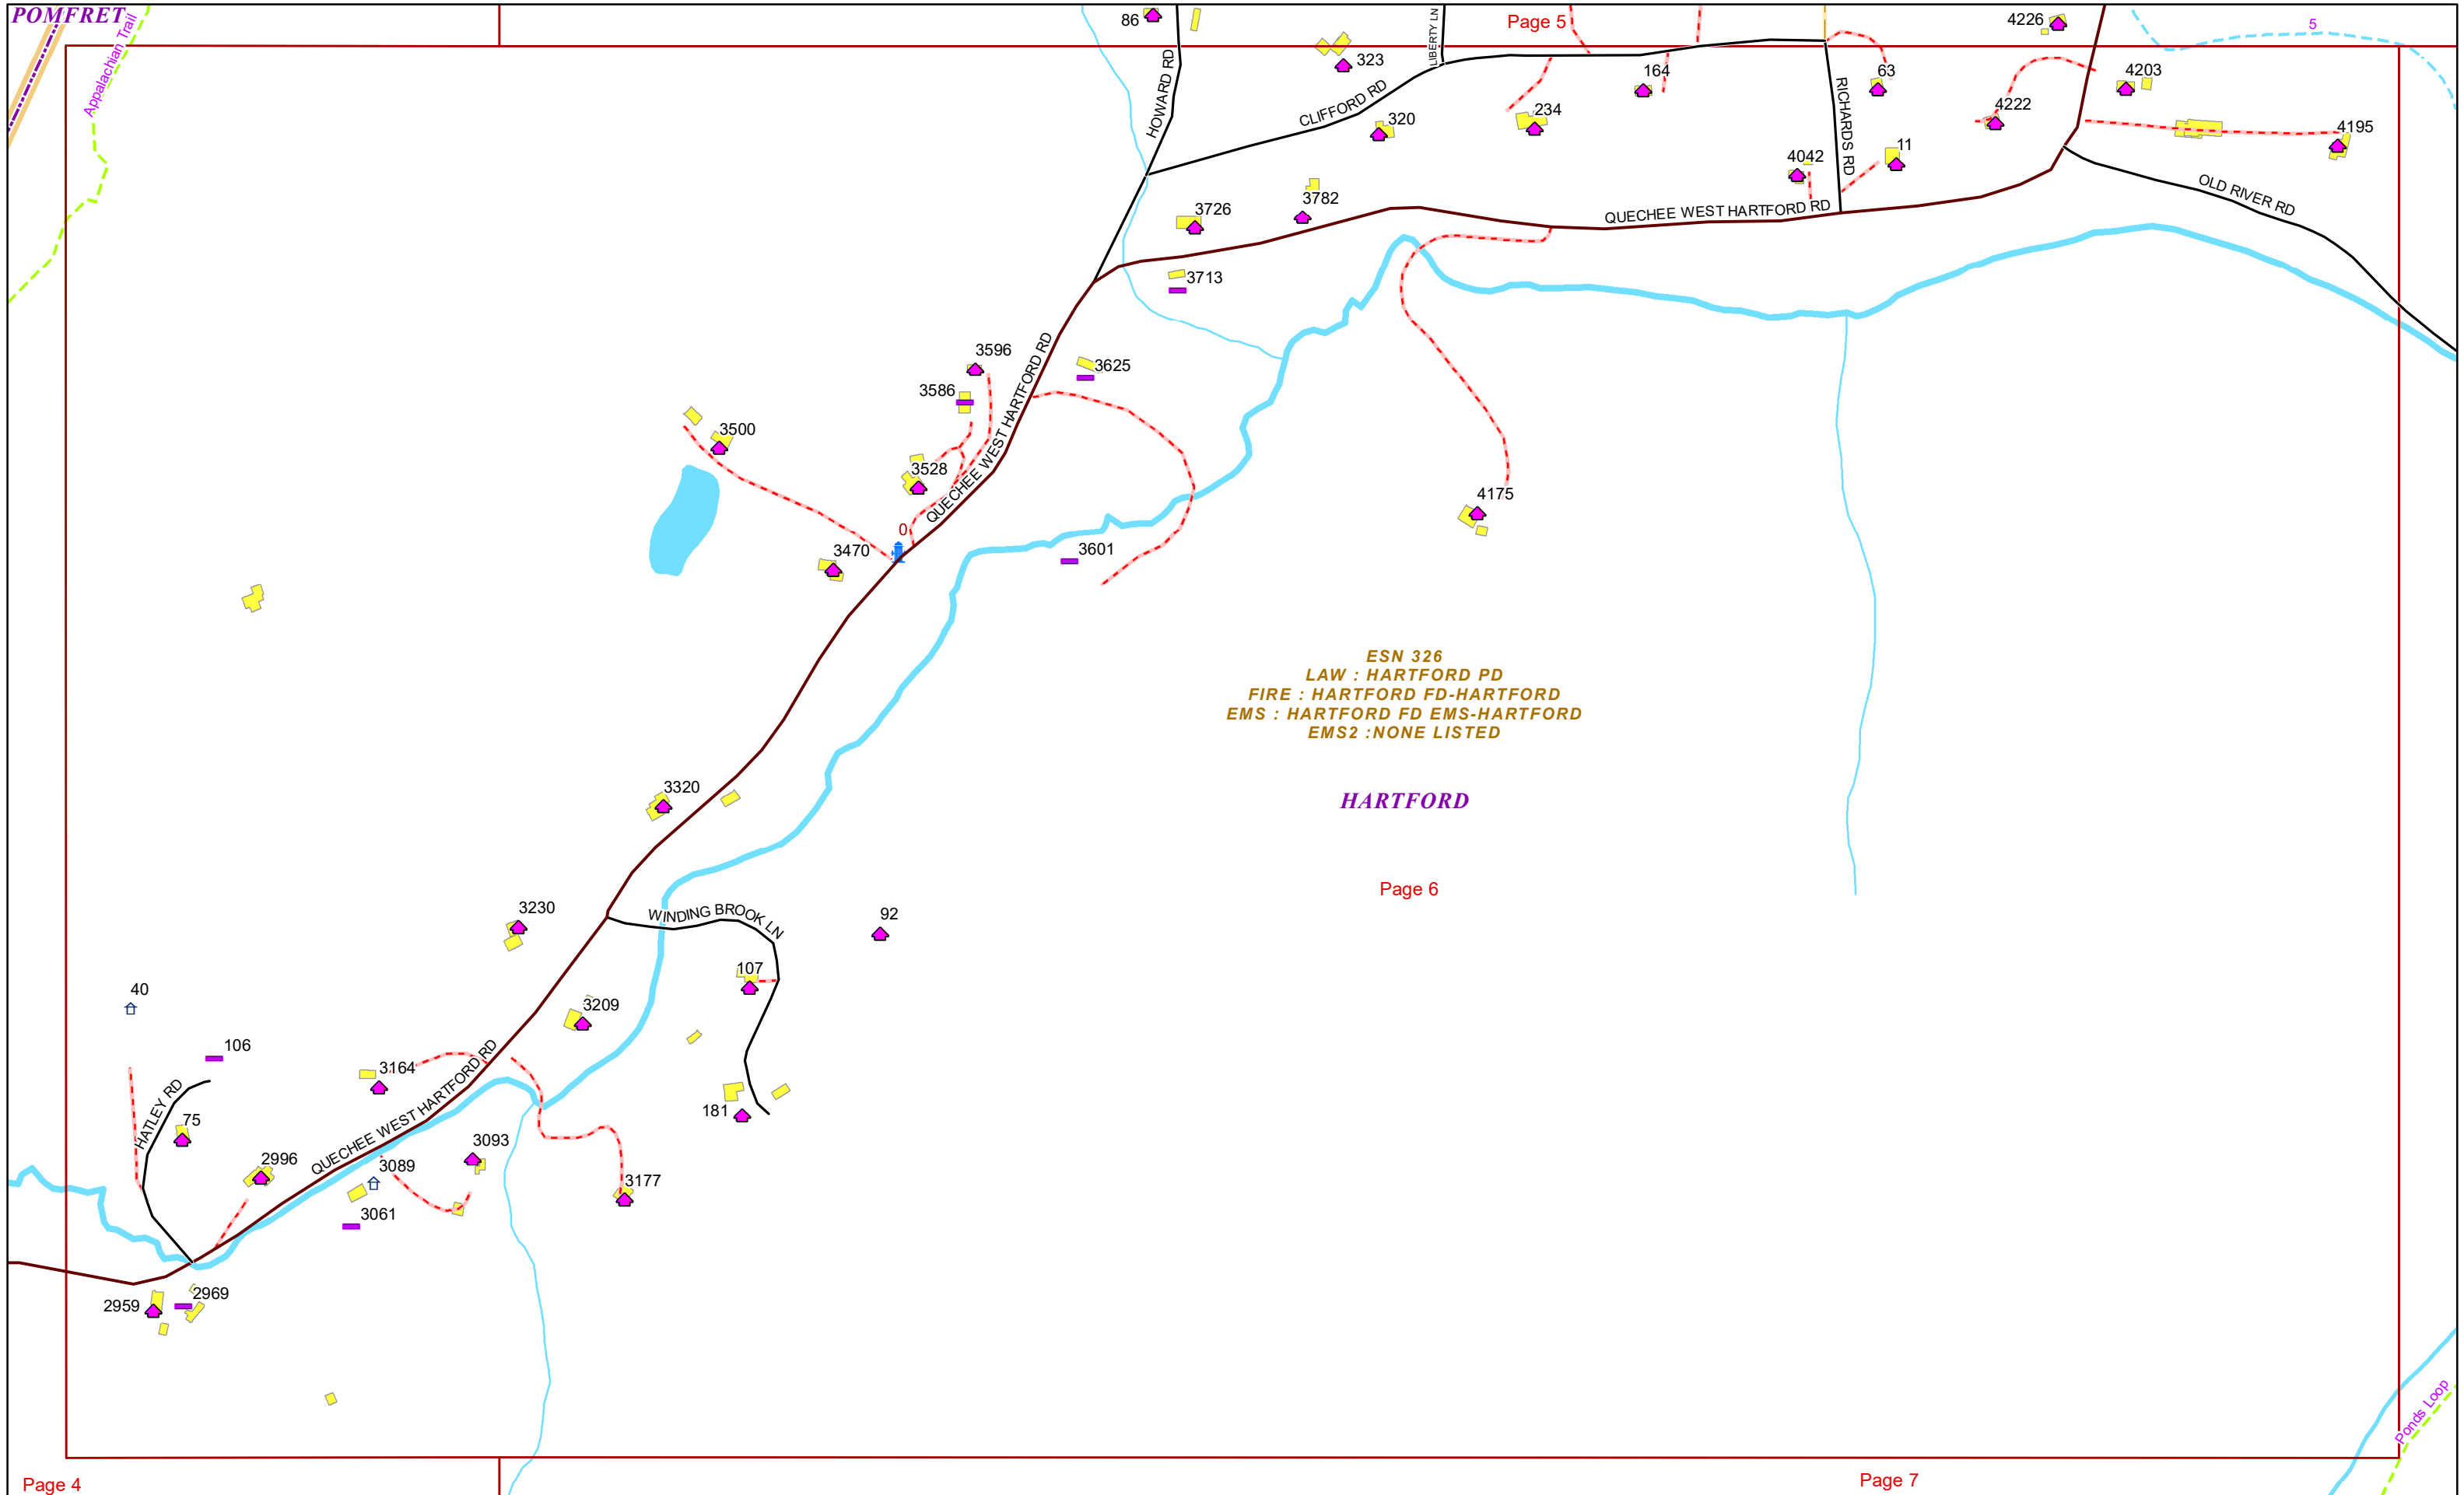 POMFRET
Appalachian Trail
86
HOWARD RD
323
LIBERTY LN
Page 5
4226
5
CLIFFORD RD
320
234
164
63
RICHARDS RD
4222
4203
4195
4042
11
3726
3782
QUECHEE WEST HARTFORD RD
OLD RIVER RD
3713
3596
3586
3625
QUECHEE WEST HARTFORD RD
3500
3528
4175
0
3470
3601
ESN 326
LAW : HARTFORD PD
FIRE : HARTFORD FD-HARTFORD
EMS : HARTFORD FD EMS-HARTFORD
EMS2 :NONE LISTED
3320
HARTFORD
Page 6
3230
WINDING BROOK LN
92
107
40
3209
106
3164
QUECHEE WEST HARTFORD RD
HATLEY RD
75
181
2996
3093
3089
3177
3061
2959
2969
Ponds Loop
Page 4
Page 7